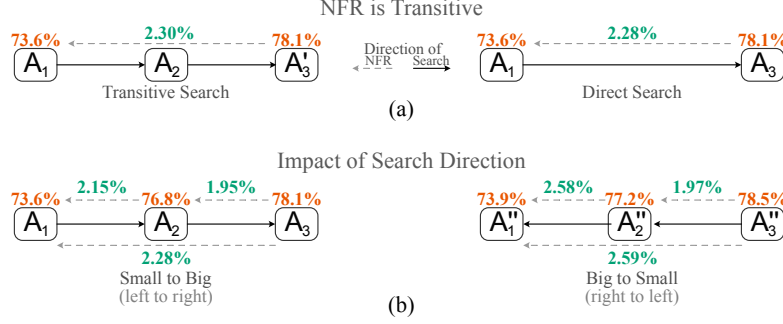 NFR is Transitive
73.6% 2.30% 78.1%
A1 A2 A'3
Transitive Search
Direction of
NFR Search
73.6% 2.28% 78.1%
A1 A3
Direct Search
(a)
Impact of Search Direction
2.15% 1.95%
73.6% 76.8% 78.1%
A1 A2 A3
2.28%
Small to Big
(left to right)
2.58% 1.97%
73.9% 77.2% 78.5%
A''1 A''2 A''3
2.59%
Big to Small
(right to left)
(b)